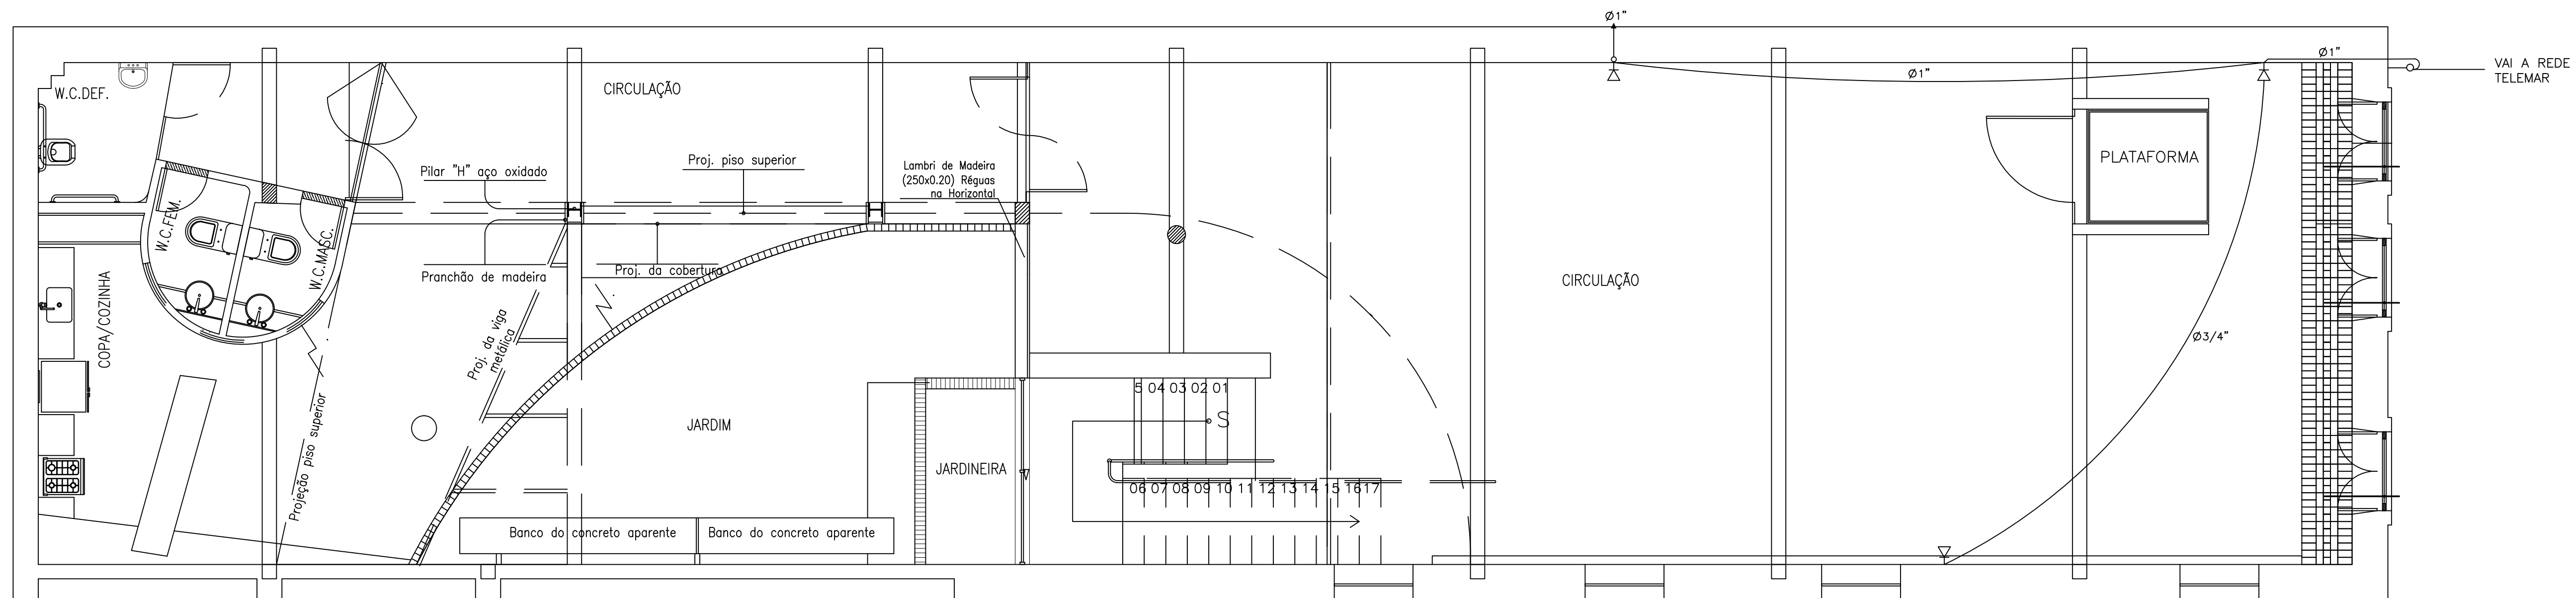 Ø1"
Ø1"
Ø1"
VAI A REDE
TELEMAR
W.C.DEF.
CIRCULAÇÃO
Pilar "H" aço oxidado
Proj. piso superior
Lambri de Madeira
(250x0.20) Réguas
na Horizontal
PLATAFORMA
W.C.FEM.
W.C.MASC.
COPA/COZINHA
Pranchão de madeira
Proj. da cobertura
CIRCULAÇÃO
Proj. da viga
metálica
Ø3/4"
Projeção piso superior
JARDIM
5 04 03 02 01
S
JARDINEIRA
06 07 08 09 10 11 12 13 14 15 16 17
Banco do concreto aparente
Banco do concreto aparente